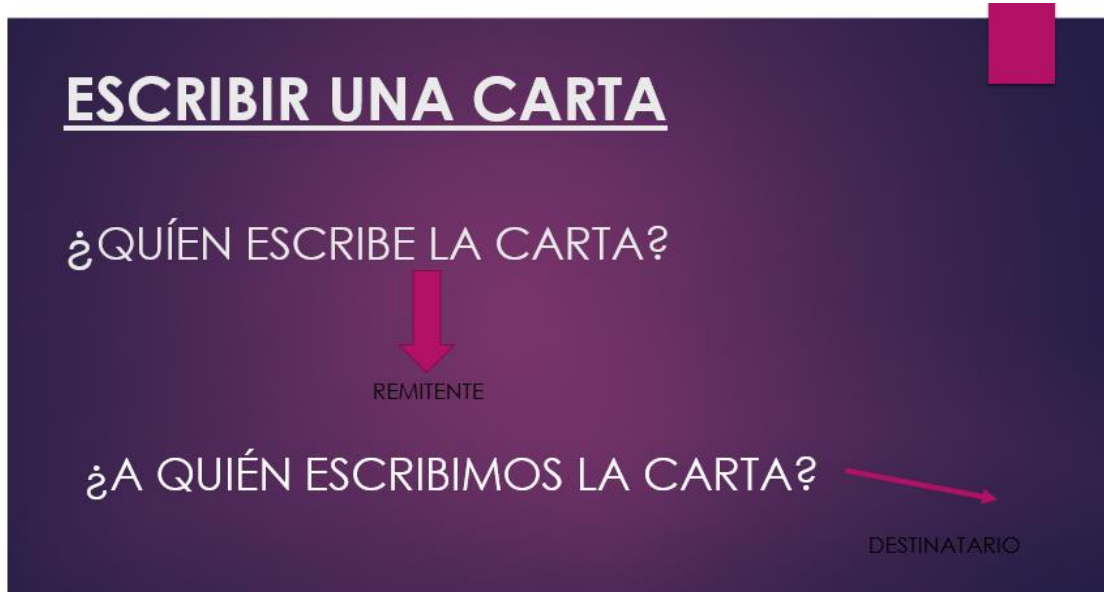 ESCRIBIR UNA CARTA
¿QUÍEN ESCRIBE LA CARTA?
REMITENTE
¿A QUIÉN ESCRIBIMOS LA CARTA?
DESTINATARIO